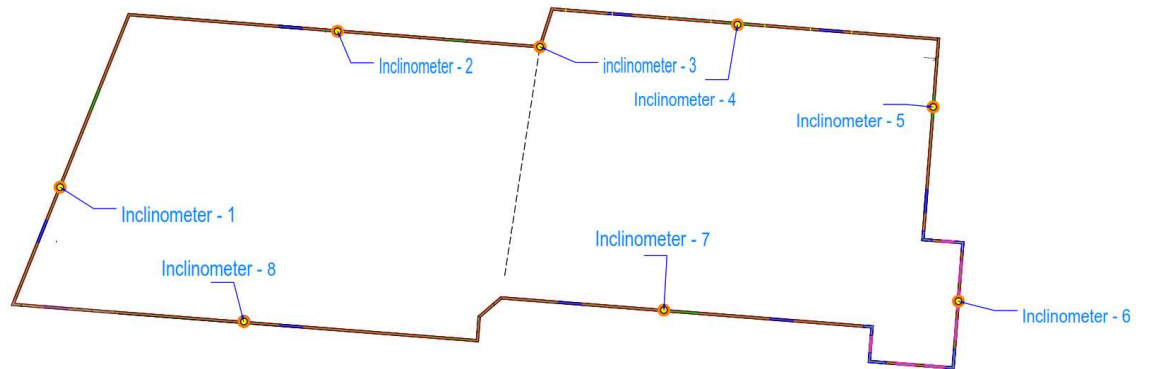 Inclinometer - 2
inclinometer - 3
Inclinometer - 4
Inclinometer - 5
Inclinometer - 1
Inclinometer - 7
Inclinometer - 8
Inclinometer - 6